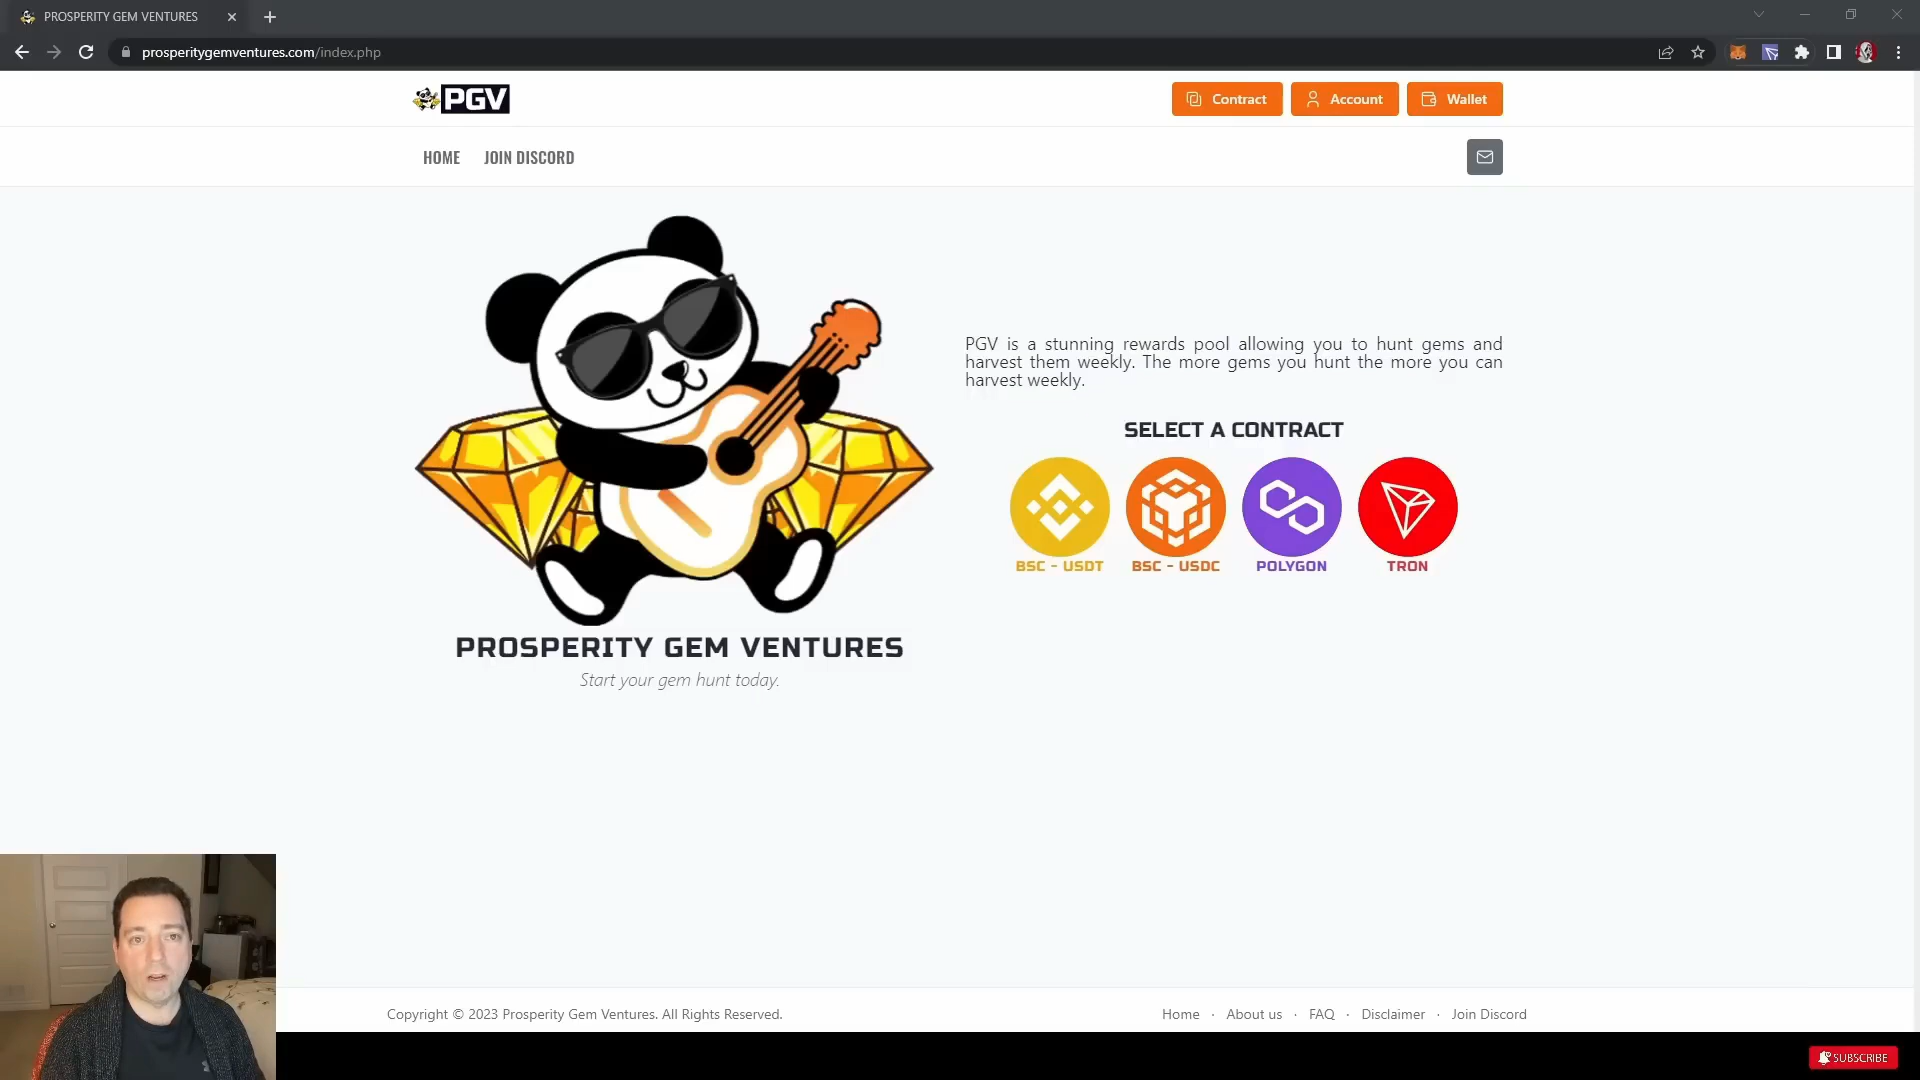 PROSPERITY GEM VENTURES
prosperitygemventures.com/index.php
PGV
Contract
Account
Wallet
HOME
JOIN DISCORD
PGV is a stunning rewards pool allowing you to hunt gems and
harvest them weekly. The more gems you hunt the more you can
harvest weekly.
SELECT A CONTRACT
BSC - USDT
BSC - USDC
POLYGON
TRON
PROSPERITY GEM VENTURES
Start your gem hunt today.
Copyright © 2023 Prosperity Gem Ventures. All Rights Reserved.
Home · About us · FAQ · Disclaimer · Join Discord
SUBSCRIBE